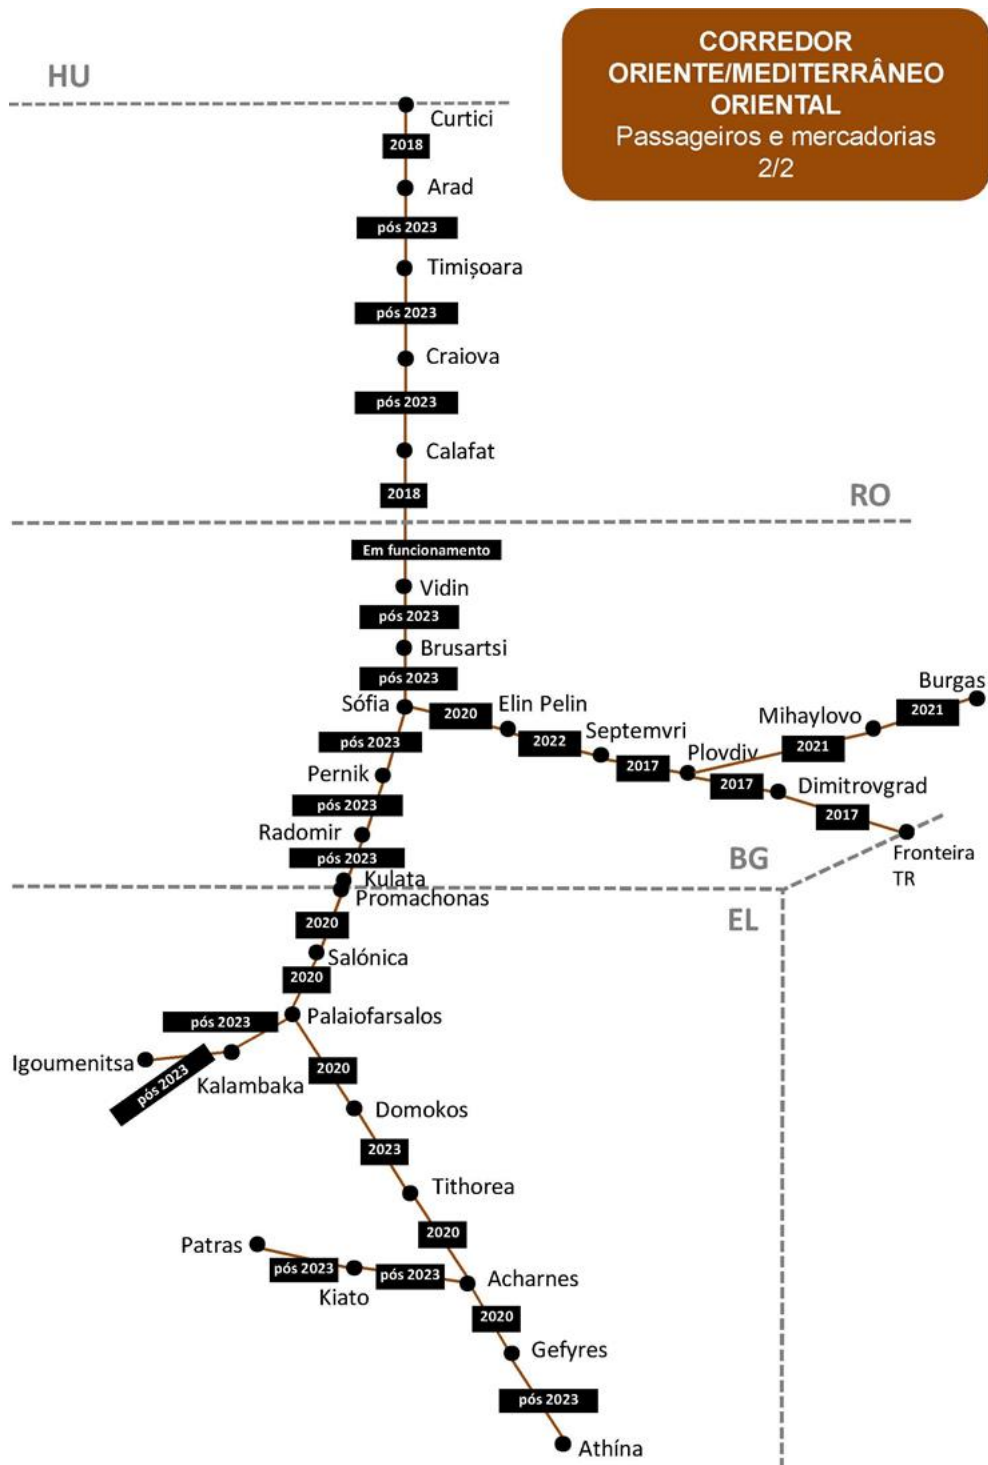 CORREDOR
ORIENTE/MEDITERRÂNEO
ORIENTAL
Passageiros e mercadorias
2/2
HU
Curtici
2018
Arad
pós 2023
Timișoara
pós 2023
Craiova
pós 2023
Calafat
2018
RO
Em funcionamento
Vidin
pós 2023
Brusartsi
pós 2023
Sófia
2020
Elin Pelin
2022
Septemvri
2017
Plovdiv
2021
Mihaylovo
2021
Burgas
2017
Dimitrovgrad
2017
Fronteira
TR
pós 2023
Pernik
pós 2023
Radomir
pós 2023
BG
Kulata
Promachonas
EL
2020
Salónica
2020
Palaiofarsalos
pós 2023
Kalambaka
pós 2023
Igoumenitsa
2020
Domokos
2023
Tithorea
2020
Patras
pós 2023
Kiato
pós 2023
Acharnes
2020
Gefyres
pós 2023
Athína